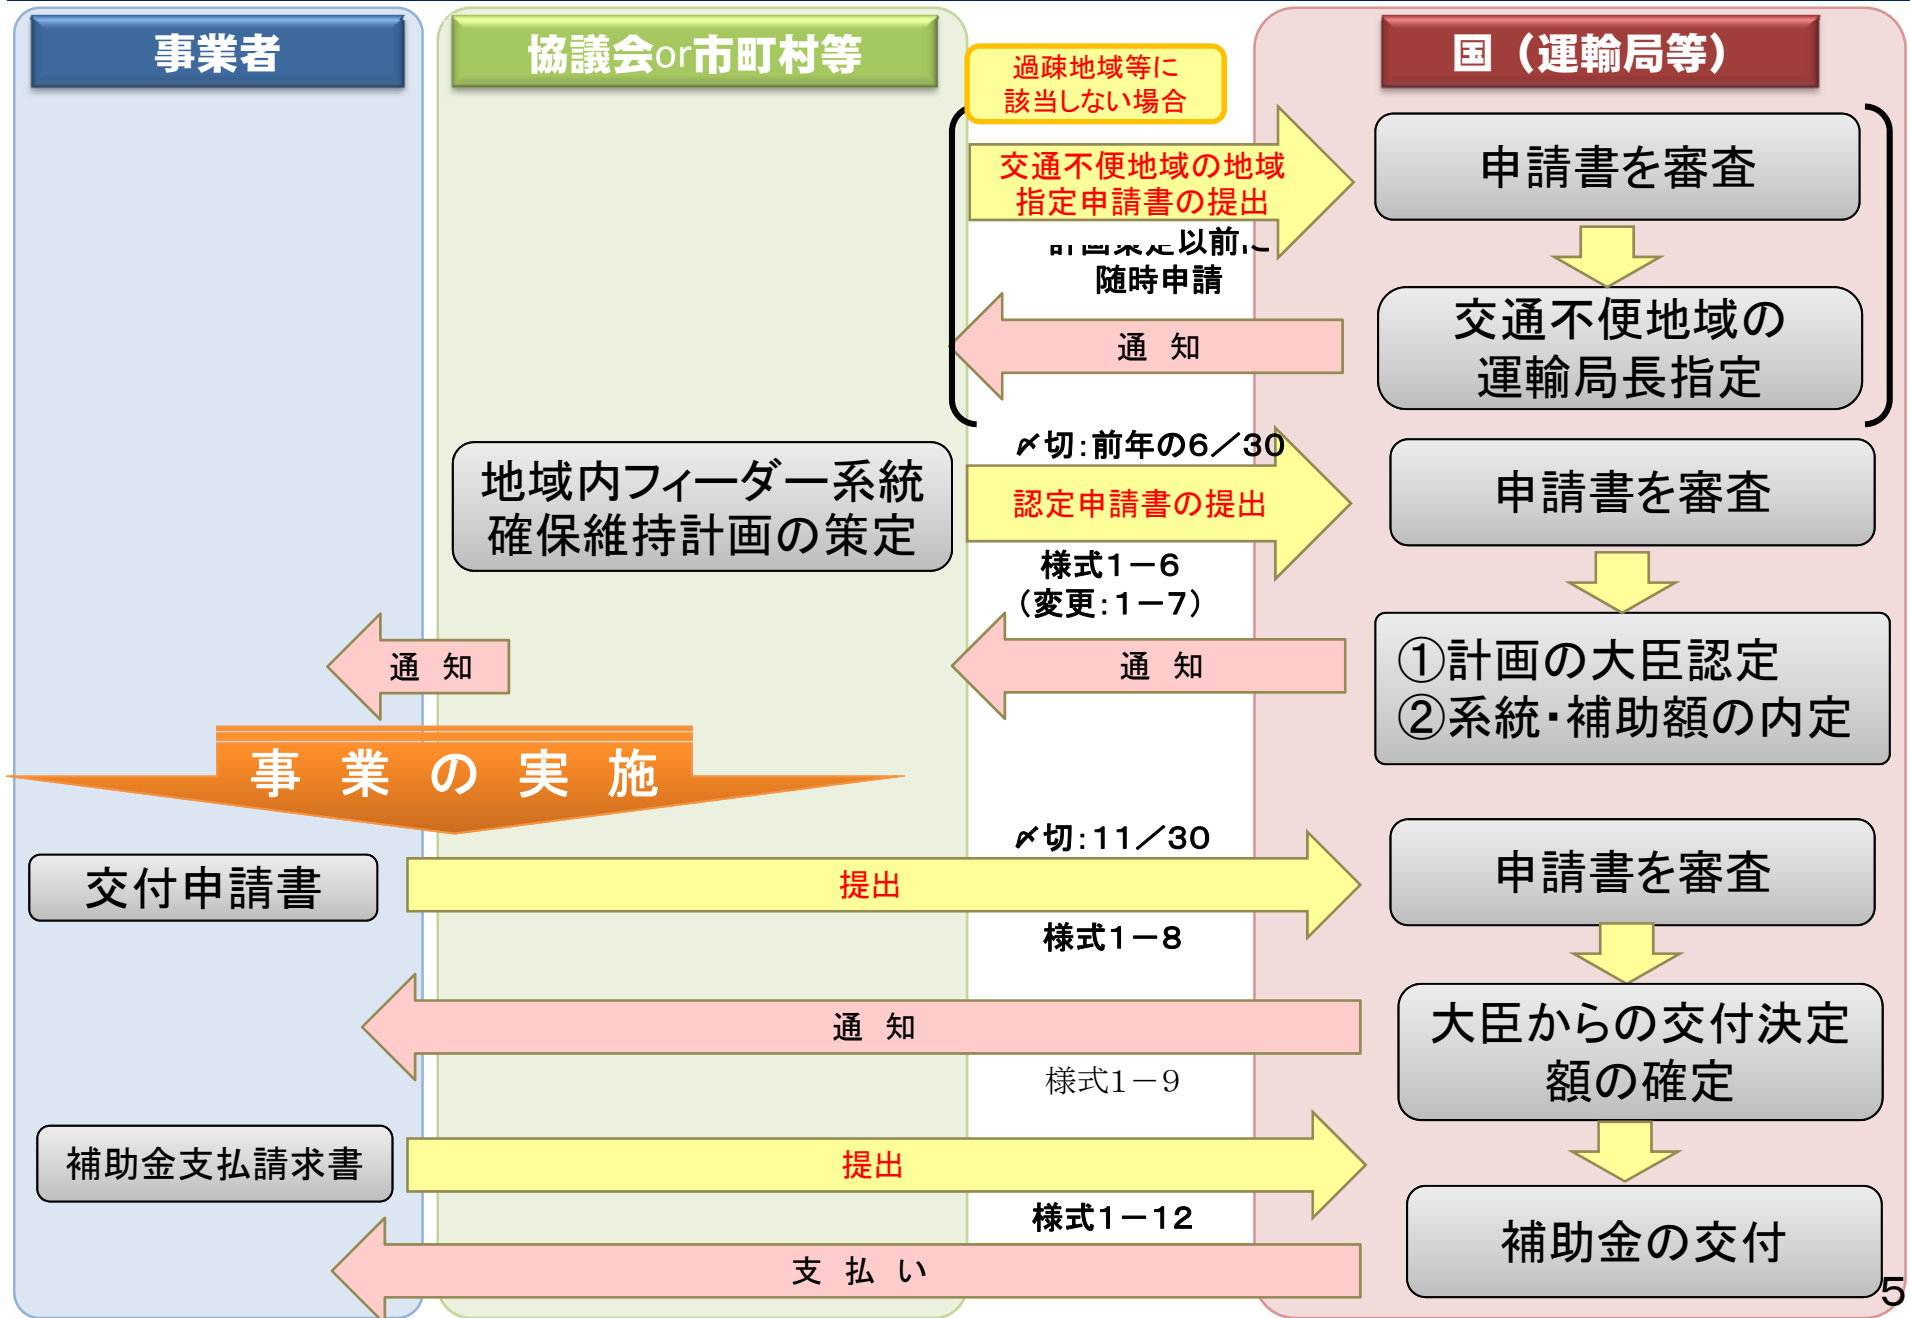 事業者
協議会or市町村等
国（運輸局等）
過疎地域等に
該当しない場合
交通不便地域の地域
指定申請書の提出
計画策定以前に
随時申請
申請書を審査
交通不便地域の
運輸局長指定
通　知
〆切：前年の6／30
地域内フィーダー系統
確保維持計画の策定
認定申請書の提出
様式1－6
（変更：1－7）
申請書を審査
通　知
通　知
①計画の大臣認定
②系統・補助額の内定
事　業　の　実　施
〆切：11／30
交付申請書
提出
様式1－8
申請書を審査
通　知
様式1－9
大臣からの交付決定
額の確定
補助金支払請求書
提出
様式1－12
支　払　い
補助金の交付
5